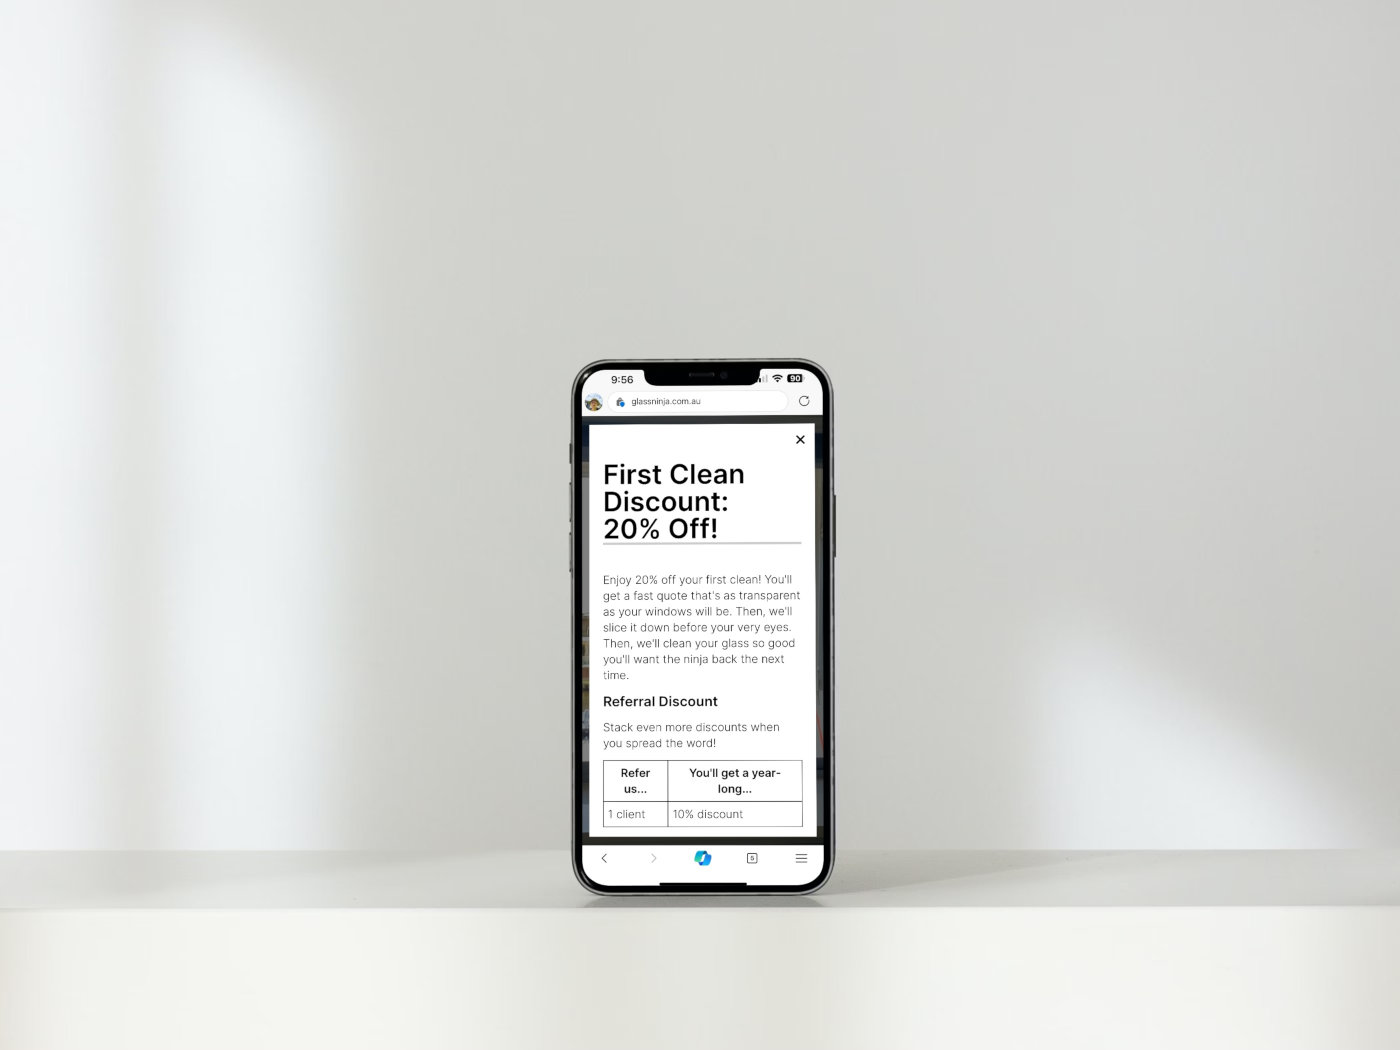 9:56
90
glassninja.com.au
First Clean
Discount:
20% Off!
Enjoy 20% off your first clean! You'll
get a fast quote that's as transparent
as your windows will be. Then, we'll
slice it down before your very eyes.
Then, we'll clean your glass so good
you'll want the ninja back the next
time.
Referral Discount
Stack even more discounts when
you spread the word!
Refer
us...
You'll get a year-
long...
1 client
10% discount
5